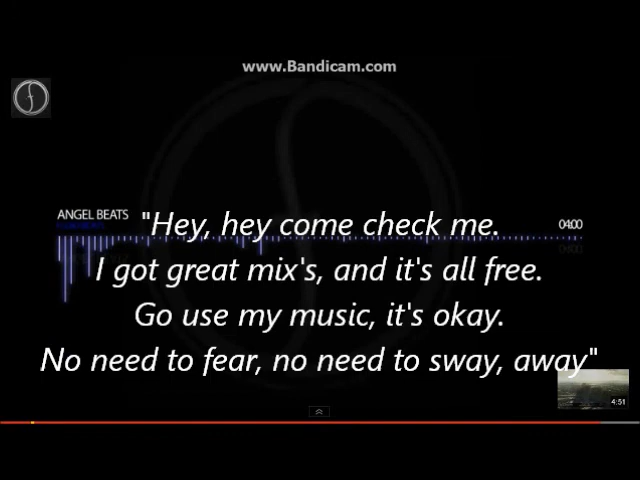 www.Bandicam.com
ANGEL BEATS
04:00
"Hey, hey come check me.
I got great mix's, and it's all free.
Go use my music, it's okay.
No need to fear, no need to sway, away"
4:51